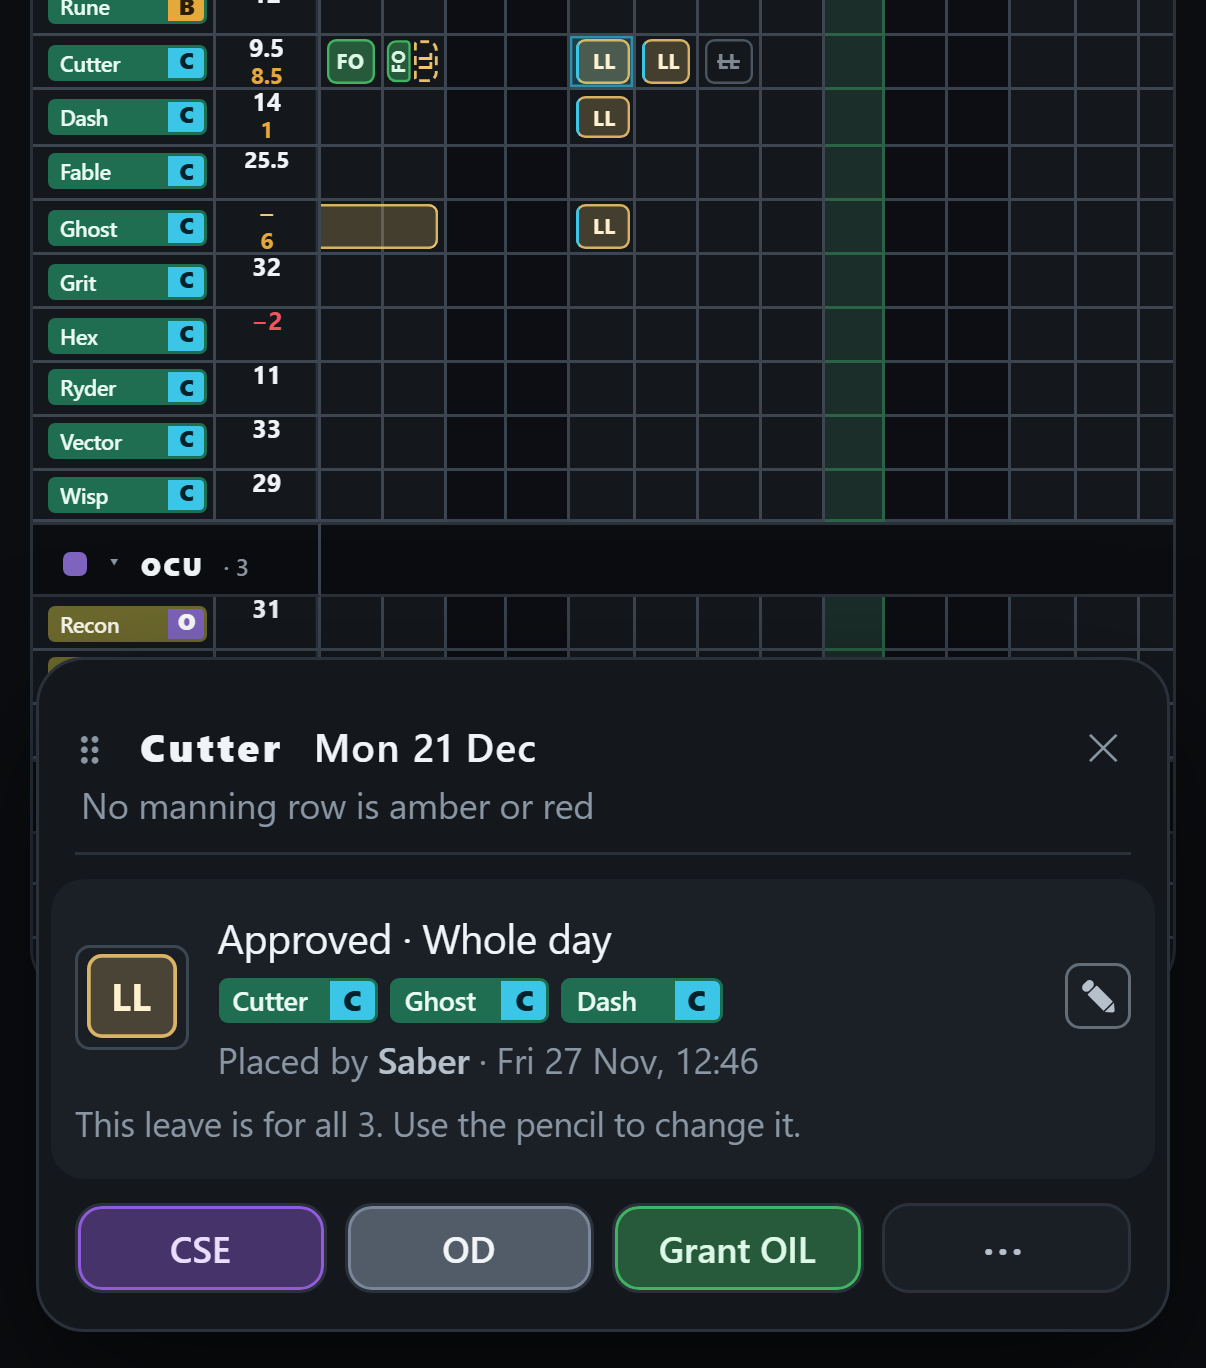 Rune B 12
Cutter C 9.5 FO FO LL LL LL LL
8.5
Dash C 14 LL
1
Fable C 25.5
Ghost C – LL
6
Grit C 32
Hex C –2
Ryder C 11
Vector C 33
Wisp C 29
OCU · 3
Recon O 31
Cutter Mon 21 Dec
No manning row is amber or red
LL
Approved · Whole day
Cutter C Ghost C Dash C
Placed by Saber · Fri 27 Nov, 12:46
This leave is for all 3. Use the pencil to change it.
CSE OD Grant OIL ...